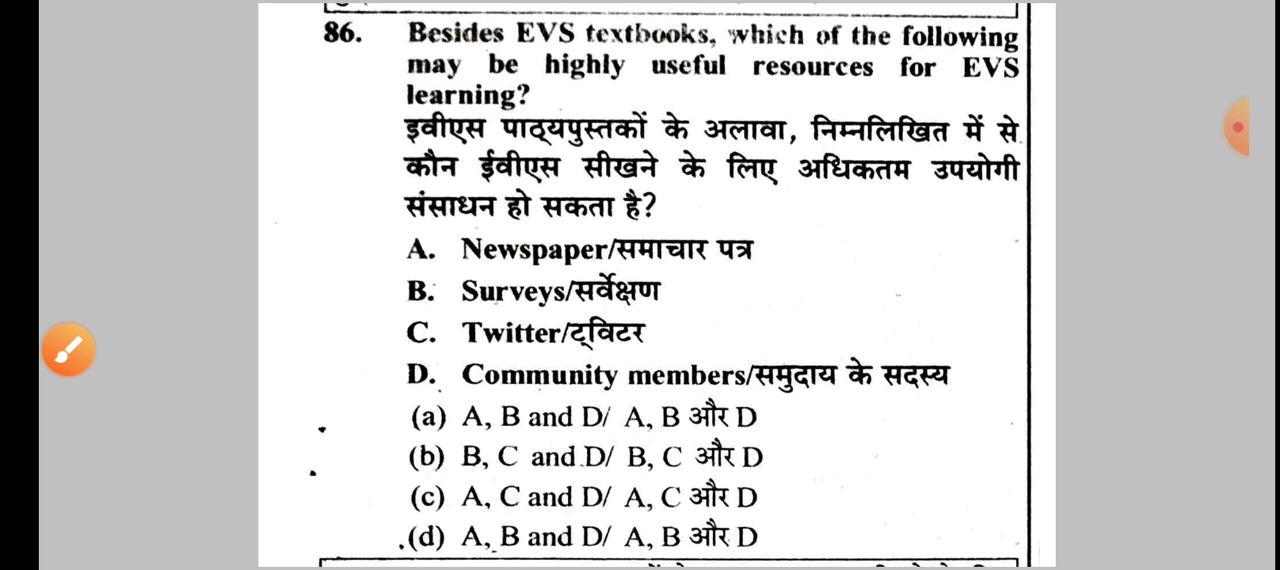 86. Besides EVS textbooks, which of the following
may be highly useful resources for EVS
learning?
इवीएस पाठ्यपुस्तकों के अलावा, निम्नलिखित में से
कौन ईवीएस सीखने के लिए अधिकतम उपयोगी
संसाधन हो सकता है?
A. Newspaper/समाचार पत्र
B. Surveys/सर्वेक्षण
C. Twitter/ट्विटर
D. Community members/समुदाय के सदस्य
(a) A, B and D/ A, B और D
(b) B, C and D/ B, C और D
(c) A, C and D/ A, C और D
(d) A, B and D/ A, B और D